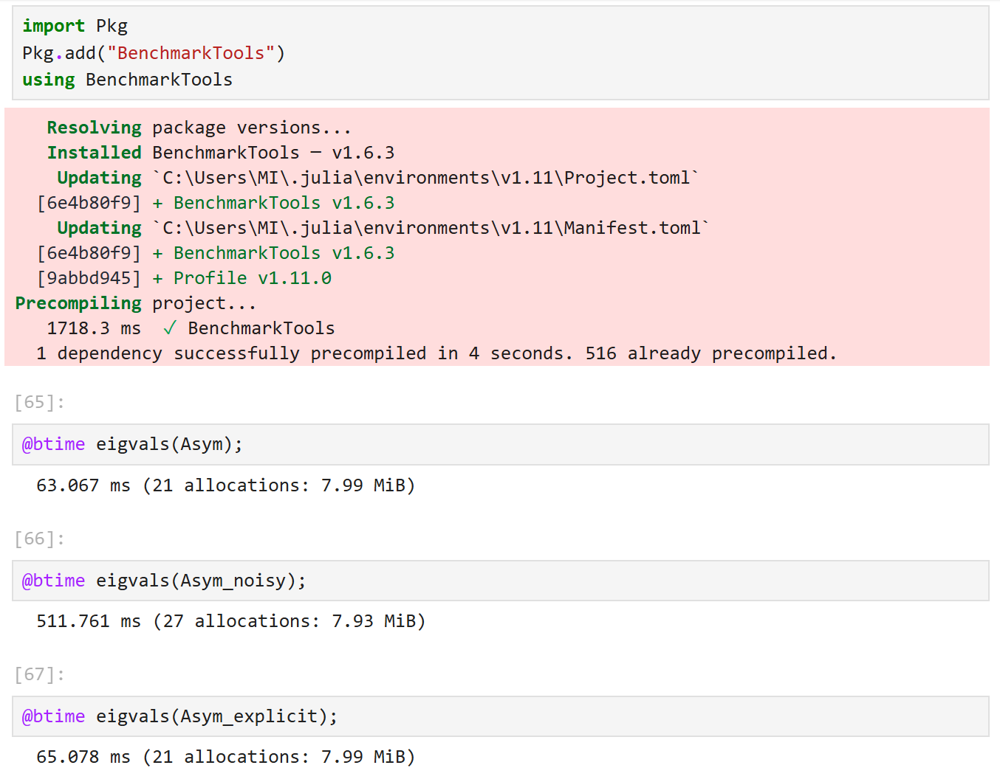 import Pkg
Pkg.add("BenchmarkTools")
using BenchmarkTools
Resolving package versions...
Installed BenchmarkTools ─ v1.6.3
Updating `C:\Users\MI\.julia\environments\v1.11\Project.toml`
[6e4b80f9] + BenchmarkTools v1.6.3
Updating `C:\Users\MI\.julia\environments\v1.11\Manifest.toml`
[6e4b80f9] + BenchmarkTools v1.6.3
[9abbd945] + Profile v1.11.0
Precompiling project...
1718.3 ms ✓ BenchmarkTools
1 dependency successfully precompiled in 4 seconds. 516 already precompiled.
[65]:
@btime eigvals(Asym);
63.067 ms (21 allocations: 7.99 MiB)
[66]:
@btime eigvals(Asym_noisy);
511.761 ms (27 allocations: 7.93 MiB)
[67]:
@btime eigvals(Asym_explicit);
65.078 ms (21 allocations: 7.99 MiB)